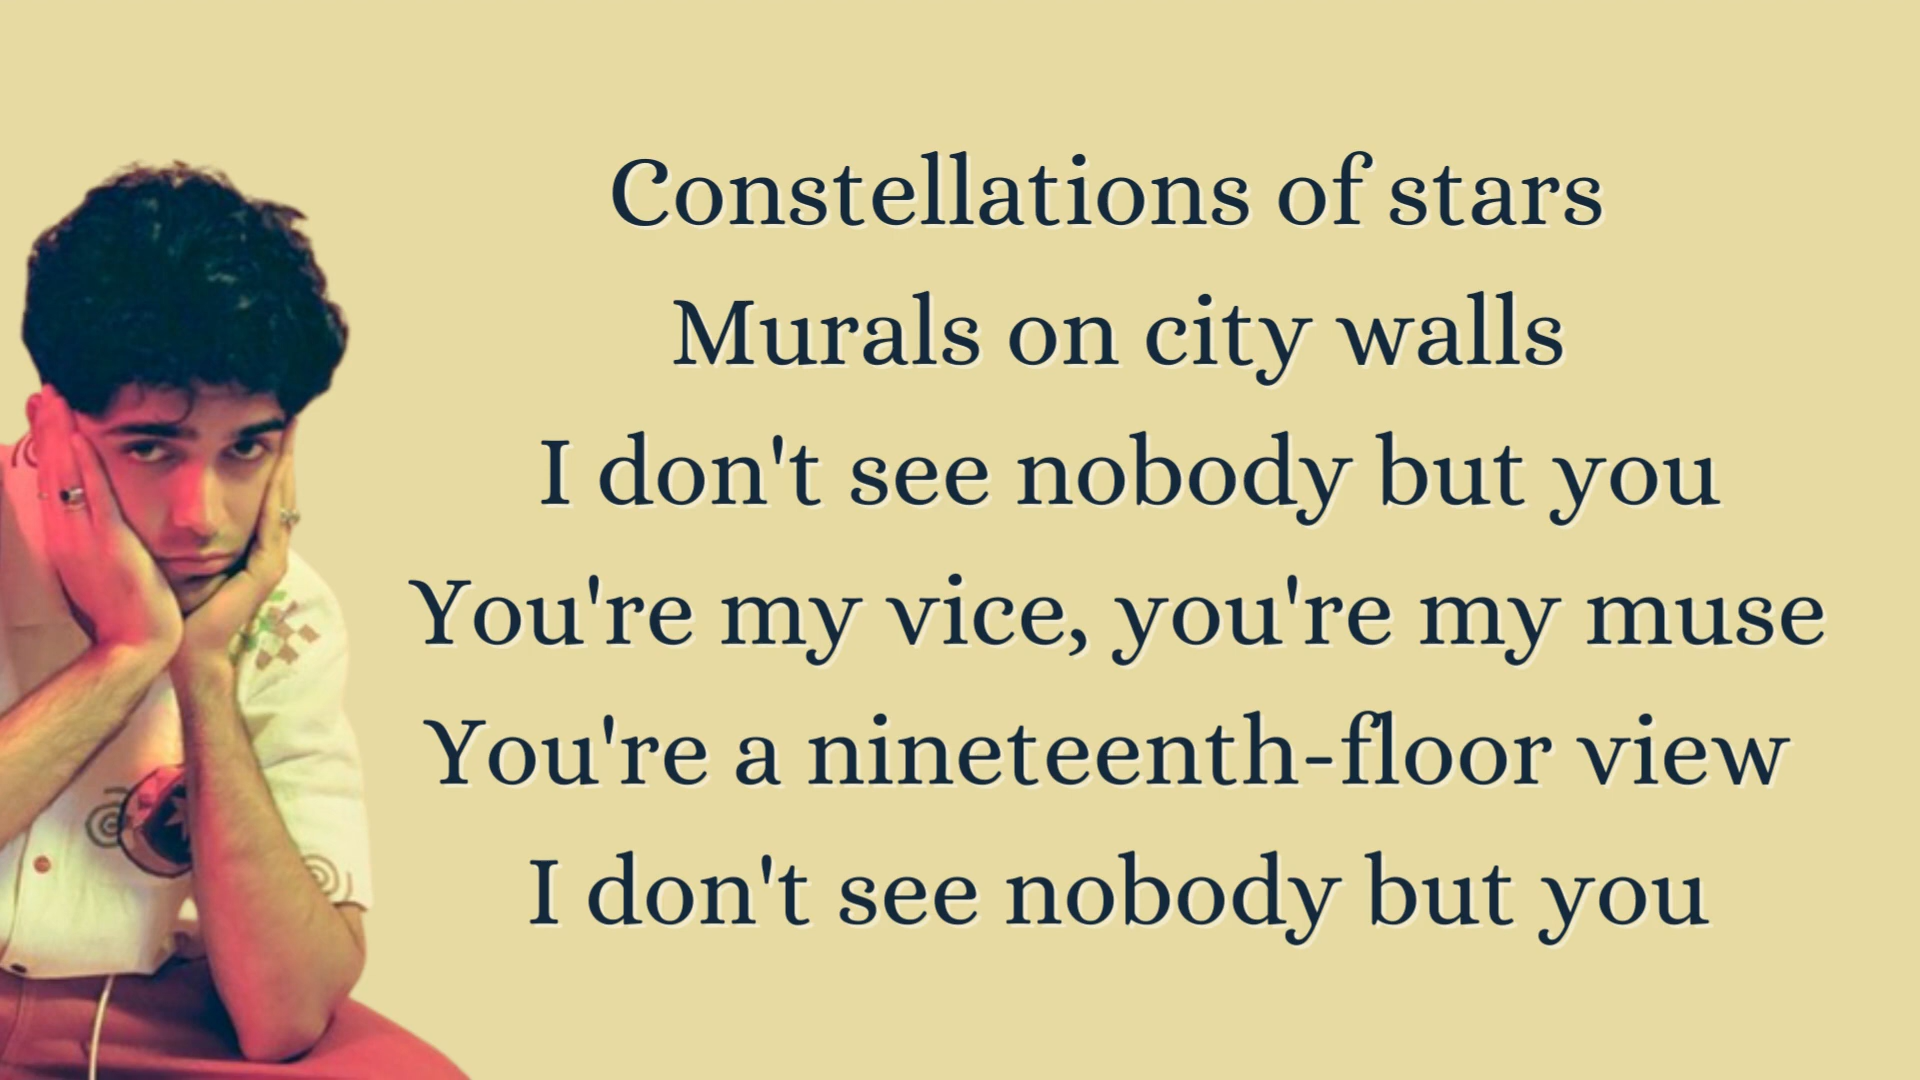 Constellations of stars
Murals on city walls
I don't see nobody but you
You're my vice, you're my muse
You're a nineteenth-floor view
I don't see nobody but you